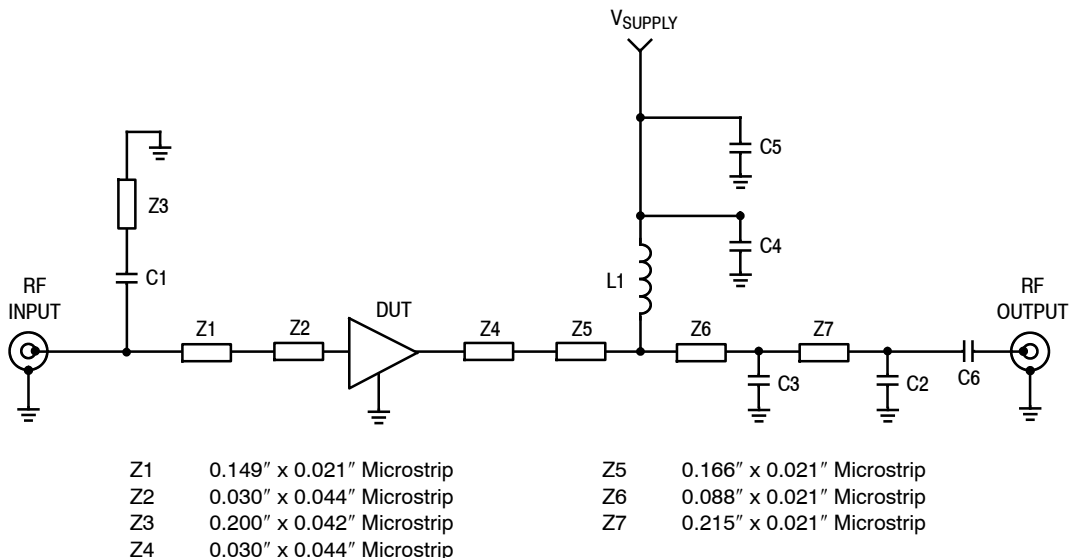 VSUPPLY
C5
Z3
C4
C1
L1
RF
INPUT
RF
OUTPUT
DUT
Z1
Z2
Z4
Z5
Z6
Z7
C3
C2
C6
Z1 0.149″ x 0.021″ Microstrip
Z2 0.030″ x 0.044″ Microstrip
Z3 0.200″ x 0.042″ Microstrip
Z4 0.030″ x 0.044″ Microstrip
Z5 0.166″ x 0.021″ Microstrip
Z6 0.088″ x 0.021″ Microstrip
Z7 0.215″ x 0.021″ Microstrip